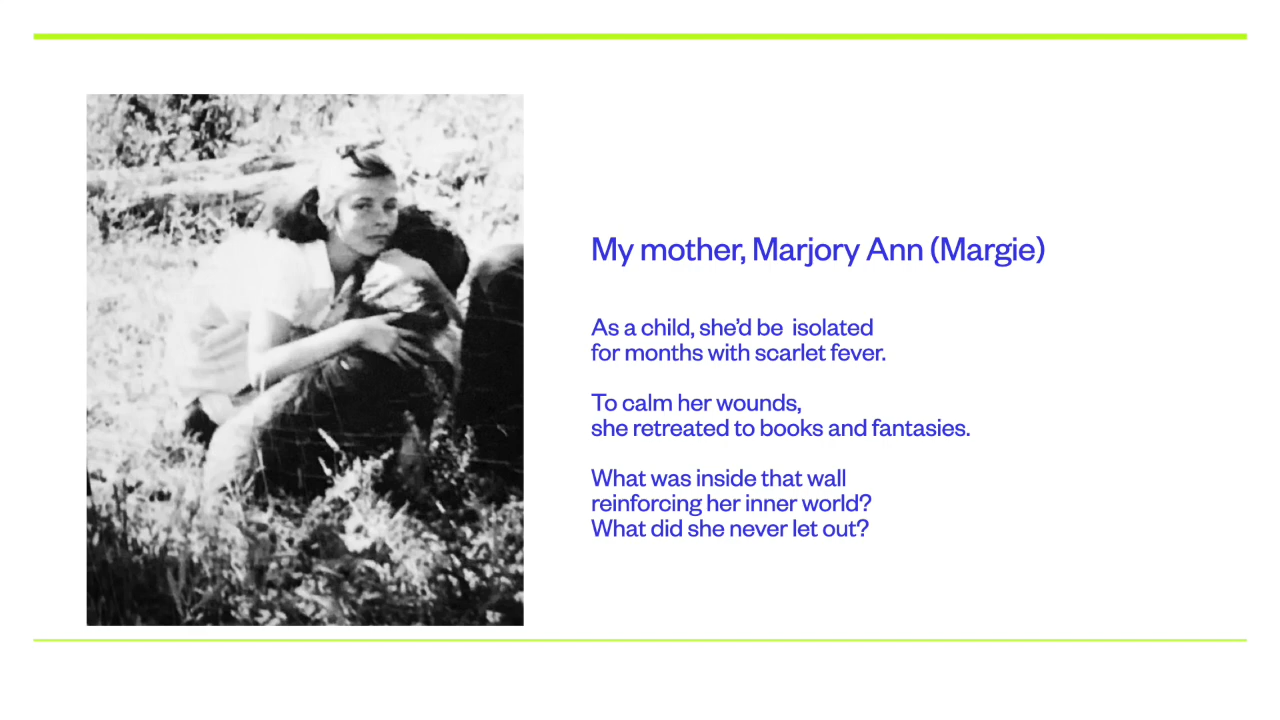 My mother, Marjory Ann (Margie)
As a child, she’d be  isolated
for months with scarlet fever.
To calm her wounds,
she retreated to books and fantasies.
What was inside that wall
reinforcing her inner world?
What did she never let out?